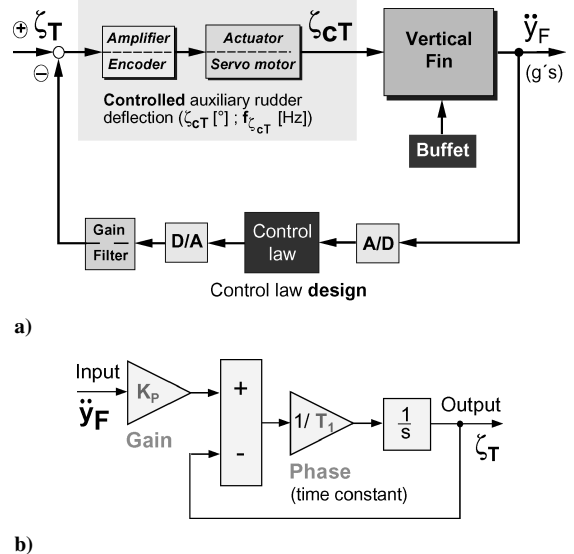 ⊕ ζT
⊖
Amplifier
Encoder
Actuator
Servo motor
ζcT
Vertical
Fin
ÿF
(g´s)
Controlled auxiliary rudder
deflection (ζcT [°] ; fζcT [Hz])
Buffet
Gain
Filter
D/A
Control
law
A/D
Control law design
a)
Input
ÿF
KP
Gain
+
-
1/ T1
Phase
(time constant)
1
s
Output
ζT
b)